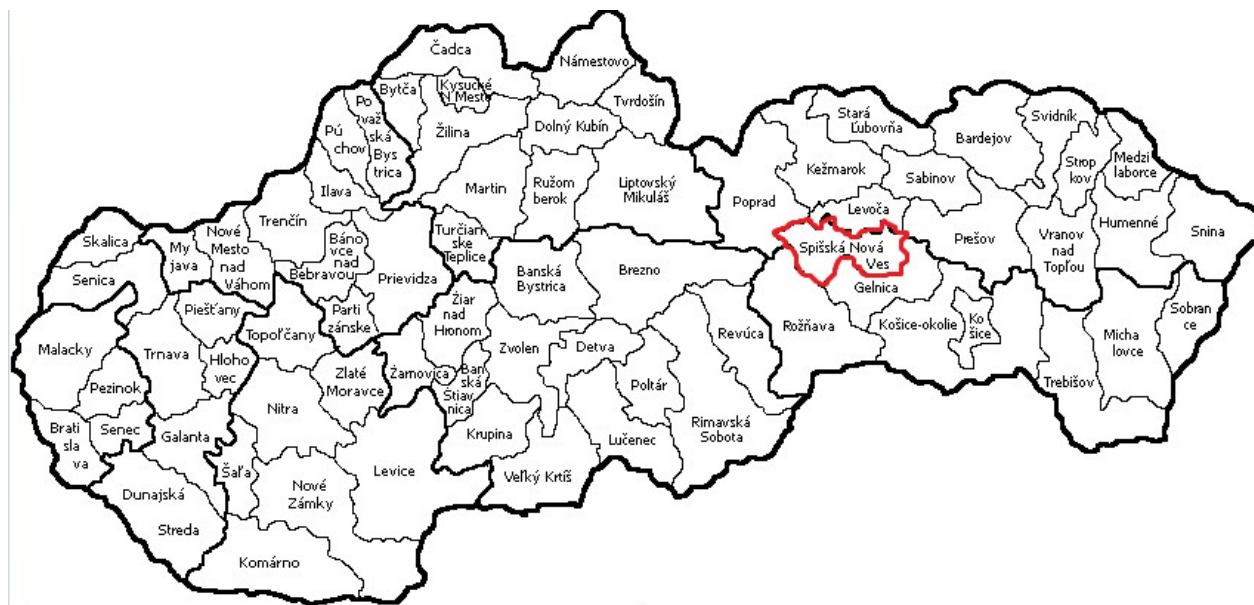 Čadca
Námestovo
Bytča
Kysucké
N Mesto
Tvrdošín
Po
važ
ská
Bys
trica
Pú
chov
Žilina
Dolný Kubín
Ilava
Martin
Ružom
berok
Liptovský
Mikuláš
Poprad
Kežmarok
Stará
Ľubovňa
Sabinov
Bardejov
Svidník
Strop
kov
Medzi
laborce
Levoča
Spišská Nová
Ves
Gelnica
Prešov
Vranov
nad
Topľou
Humenné
Snina
Skalica
Senica
My
java
Nové
Mesto
nad
Váhom
Trenčín
Báno
vce nad
Bebravou
Prievidza
Turčian
ske
Teplice
Banská
Bystrica
Brezno
Revúca
Rožňava
Košice-okolie
Ko
šice
Trebišov
Micha
lovce
Sobran
ce
Malacky
Pezinok
Brati
sla
va
Senec
Trnava
Piešťany
Hloho
vec
Galanta
Topoľčany
Parti
zánske
Žiar
nad
Hronom
Žarnovica
Ban
ská
Štiav
nica
Zvolen
Detva
Poltár
Zlaté
Moravce
Nitra
Krupina
Lučenec
Rimavská
Sobota
Šaľa
Levice
Veľký Krtíš
Dunajská
Streda
Nové
Zámky
Komárno